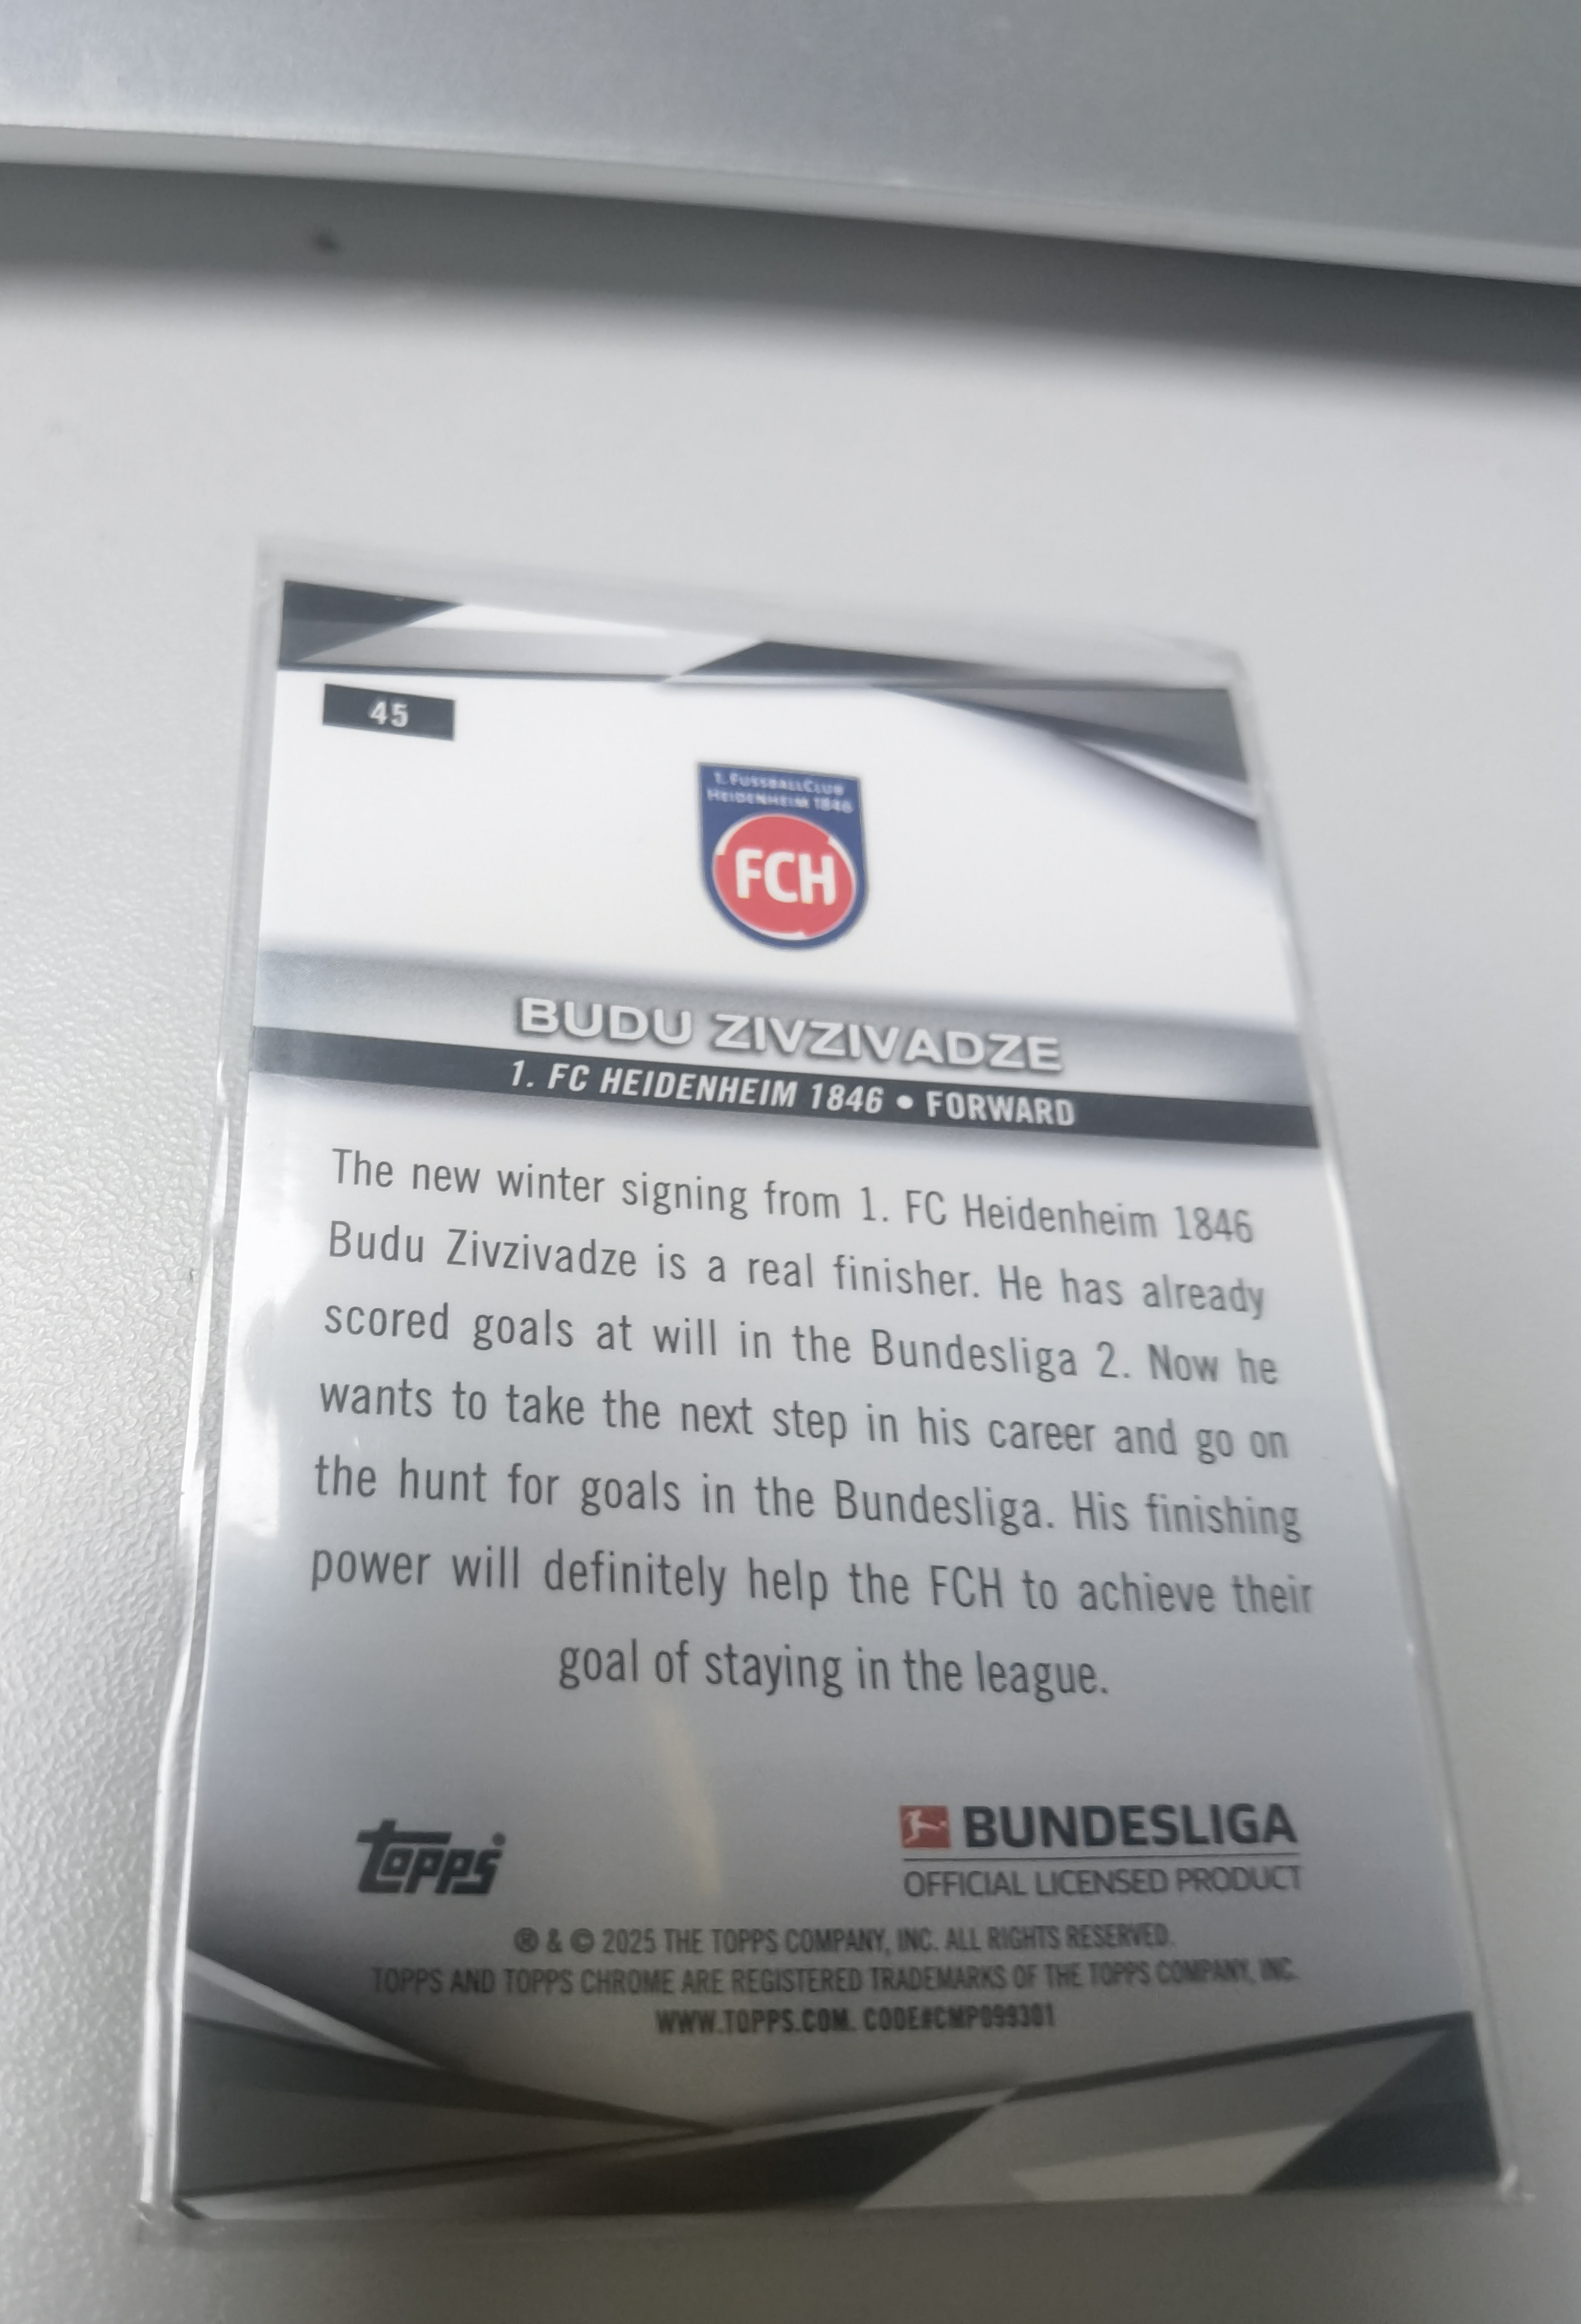 45
1. FUSSBALLCLUB
HEIDENHEIM 1846
FCH
BUDU ZIVZIVADZE
1. FC HEIDENHEIM 1846 • FORWARD
The new winter signing from 1. FC Heidenheim 1846
Budu Zivzivadze is a real finisher. He has already
scored goals at will in the Bundesliga 2. Now he
wants to take the next step in his career and go on
the hunt for goals in the Bundesliga. His finishing
power will definitely help the FCH to achieve their
goal of staying in the league.
topps
BUNDESLIGA
OFFICIAL LICENSED PRODUCT
® & © 2025 THE TOPPS COMPANY, INC. ALL RIGHTS RESERVED.
TOPPS AND TOPPS CHROME ARE REGISTERED TRADEMARKS OF THE TOPPS COMPANY, INC.
WWW.TOPPS.COM. CODE#CMP099301